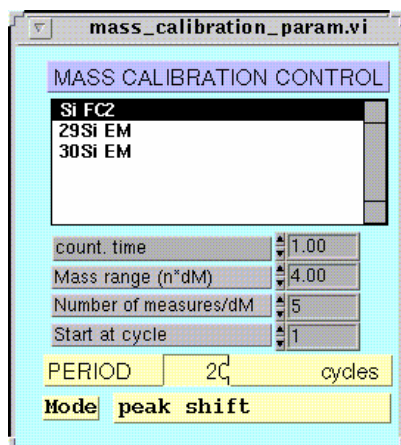 mass_calibration_param.vi
MASS CALIBRATION CONTROL
Si FC2
29Si EM
30Si EM
count. time 1.00
Mass range (n*dM) 4.00
Number of measures/dM 5
Start at cycle 1
PERIOD 20 cycles
Mode peak shift